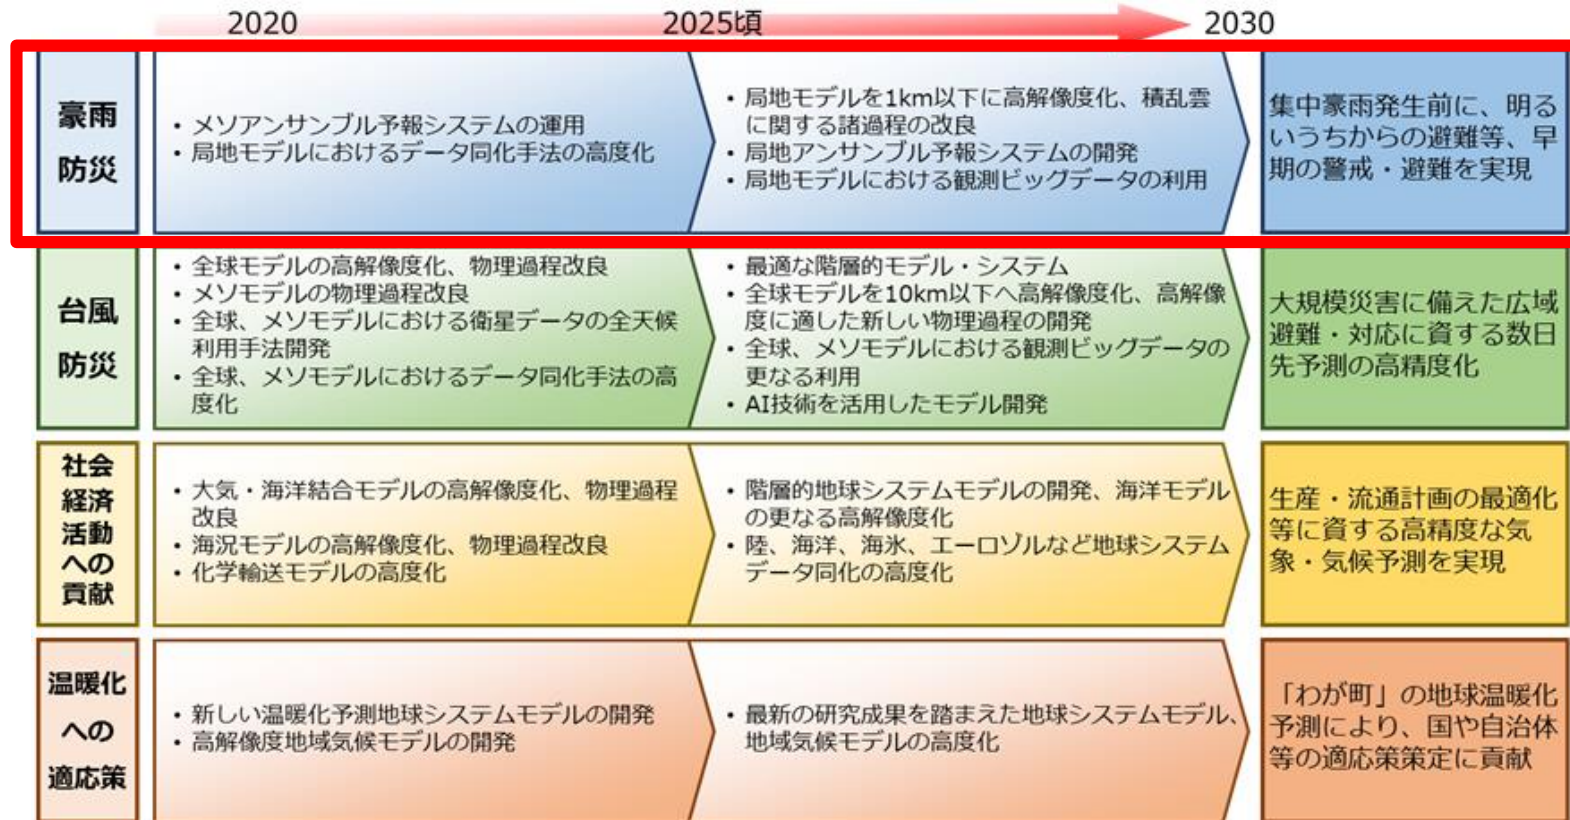 2020
2025頃
2030
豪雨
防災
・メソアンサンブル予報システムの運用
・局地モデルにおけるデータ同化手法の高度化
・局地モデルを1km以下に高解像度化、積乱雲
に関する諸過程の改良
・局地アンサンブル予報システムの開発
・局地モデルにおける観測ビッグデータの利用
集中豪雨発生前に、明る
いうちからの避難等、早
期の警戒・避難を実現
台風
防災
・全球モデルの高解像度化、物理過程改良
・メソモデルの物理過程改良
・全球、メソモデルにおける衛星データの全天候
利用手法開発
・全球、メソモデルにおけるデータ同化手法の高
度化
・最適な階層的モデル・システム
・全球モデルを10km以下へ高解像度化、高解像
度に適した新しい物理過程の開発
・全球、メソモデルにおける観測ビッグデータの
更なる利用
・AI技術を活用したモデル開発
大規模災害に備えた広域
避難・対応に資する数日
先予測の高精度化
社会
経済
活動
への
貢献
・大気・海洋結合モデルの高解像度化、物理過程
改良
・海況モデルの高解像度化、物理過程改良
・化学輸送モデルの高度化
・階層的地球システムモデルの開発、海洋モデル
の更なる高解像度化
・陸、海洋、海氷、エーロゾルなど地球システム
データ同化の高度化
生産・流通計画の最適化
等に資する高精度な気
象・気候予測を実現
温暖化
への
適応策
・新しい温暖化予測地球システムモデルの開発
・高解像度地域気候モデルの開発
・最新の研究成果を踏まえた地球システムモデル、
地域気候モデルの高度化
「わが町」の地球温暖化
予測により、国や自治体
等の適応策策定に貢献